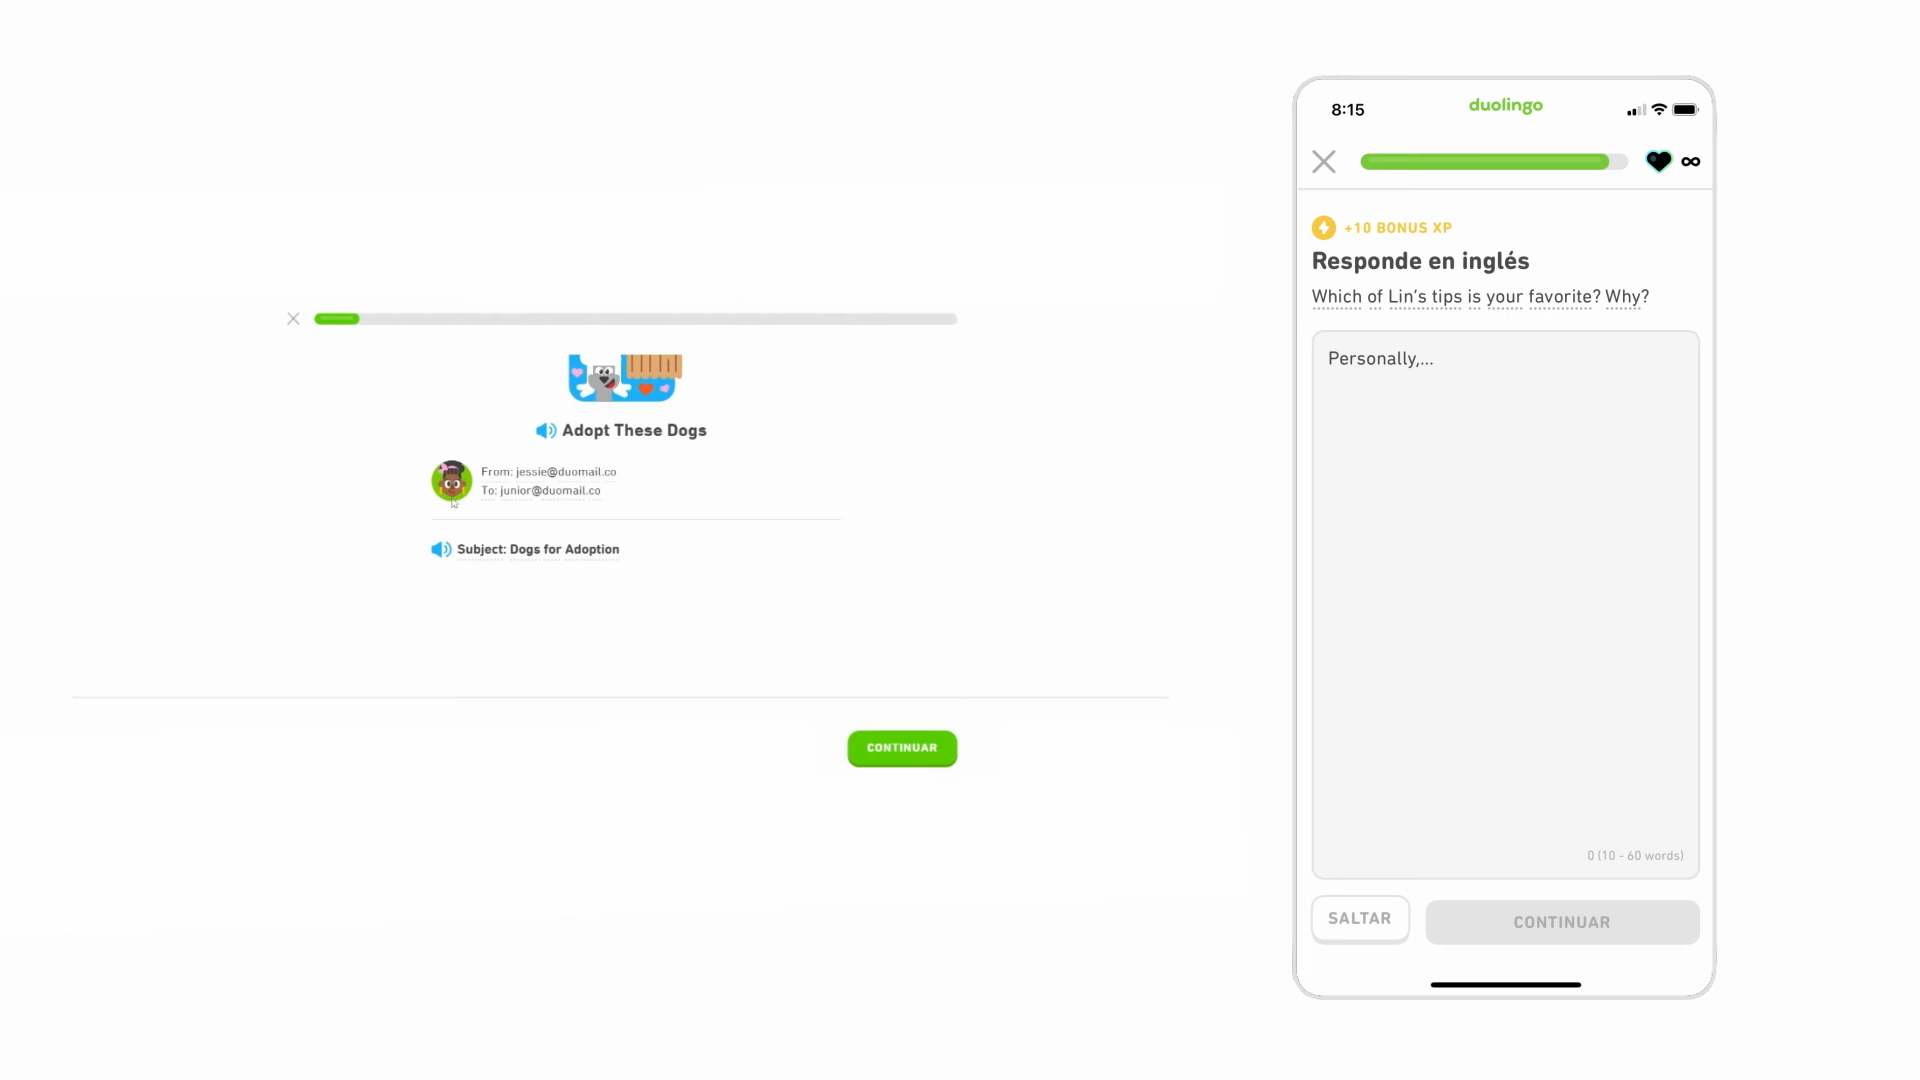 Adopt These Dogs
From: jessie@duomail.co
To: junior@duomail.co
Subject: Dogs for Adoption
CONTINUAR
8:15
duolingo
+10 BONUS XP
Responde en inglés
Which of Lin's tips is your favorite? Why?
Personally,...
0 (10 - 60 words)
SALTAR
CONTINUAR